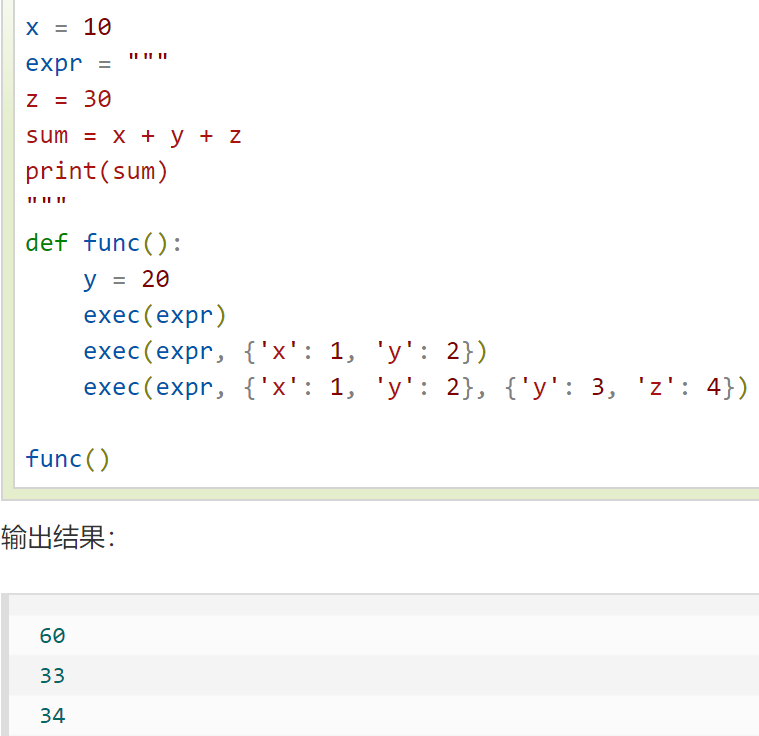 x = 10
expr = """
z = 30
sum = x + y + z
print(sum)
"""
def func():
    y = 20
    exec(expr)
    exec(expr, {'x': 1, 'y': 2})
    exec(expr, {'x': 1, 'y': 2}, {'y': 3, 'z': 4})

func()
输出结果：
60
33
34